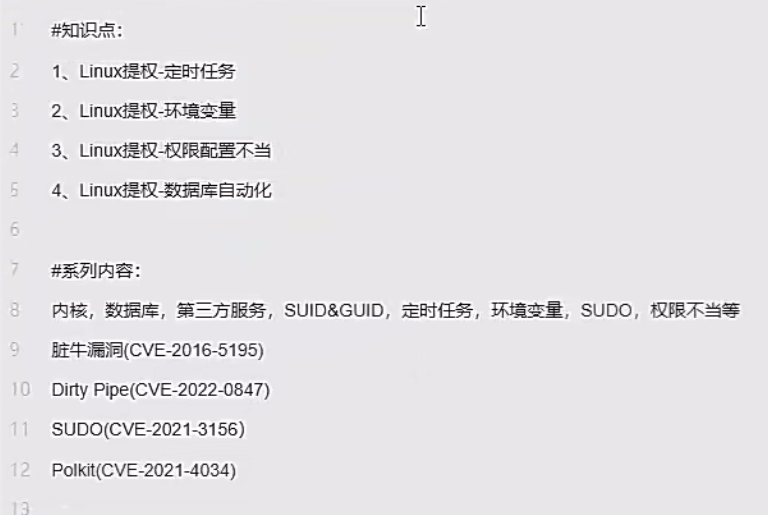 1 #知识点：
2 1、Linux提权-定时任务
3 2、Linux提权-环境变量
4 3、Linux提权-权限配置不当
5 4、Linux提权-数据库自动化
6
7 #系列内容：
8 内核，数据库，第三方服务，SUID&GUID，定时任务，环境变量，SUDO，权限不当等
9 脏牛漏洞(CVE-2016-5195)
10 Dirty Pipe(CVE-2022-0847)
11 SUDO(CVE-2021-3156)
12 Polkit(CVE-2021-4034)
13